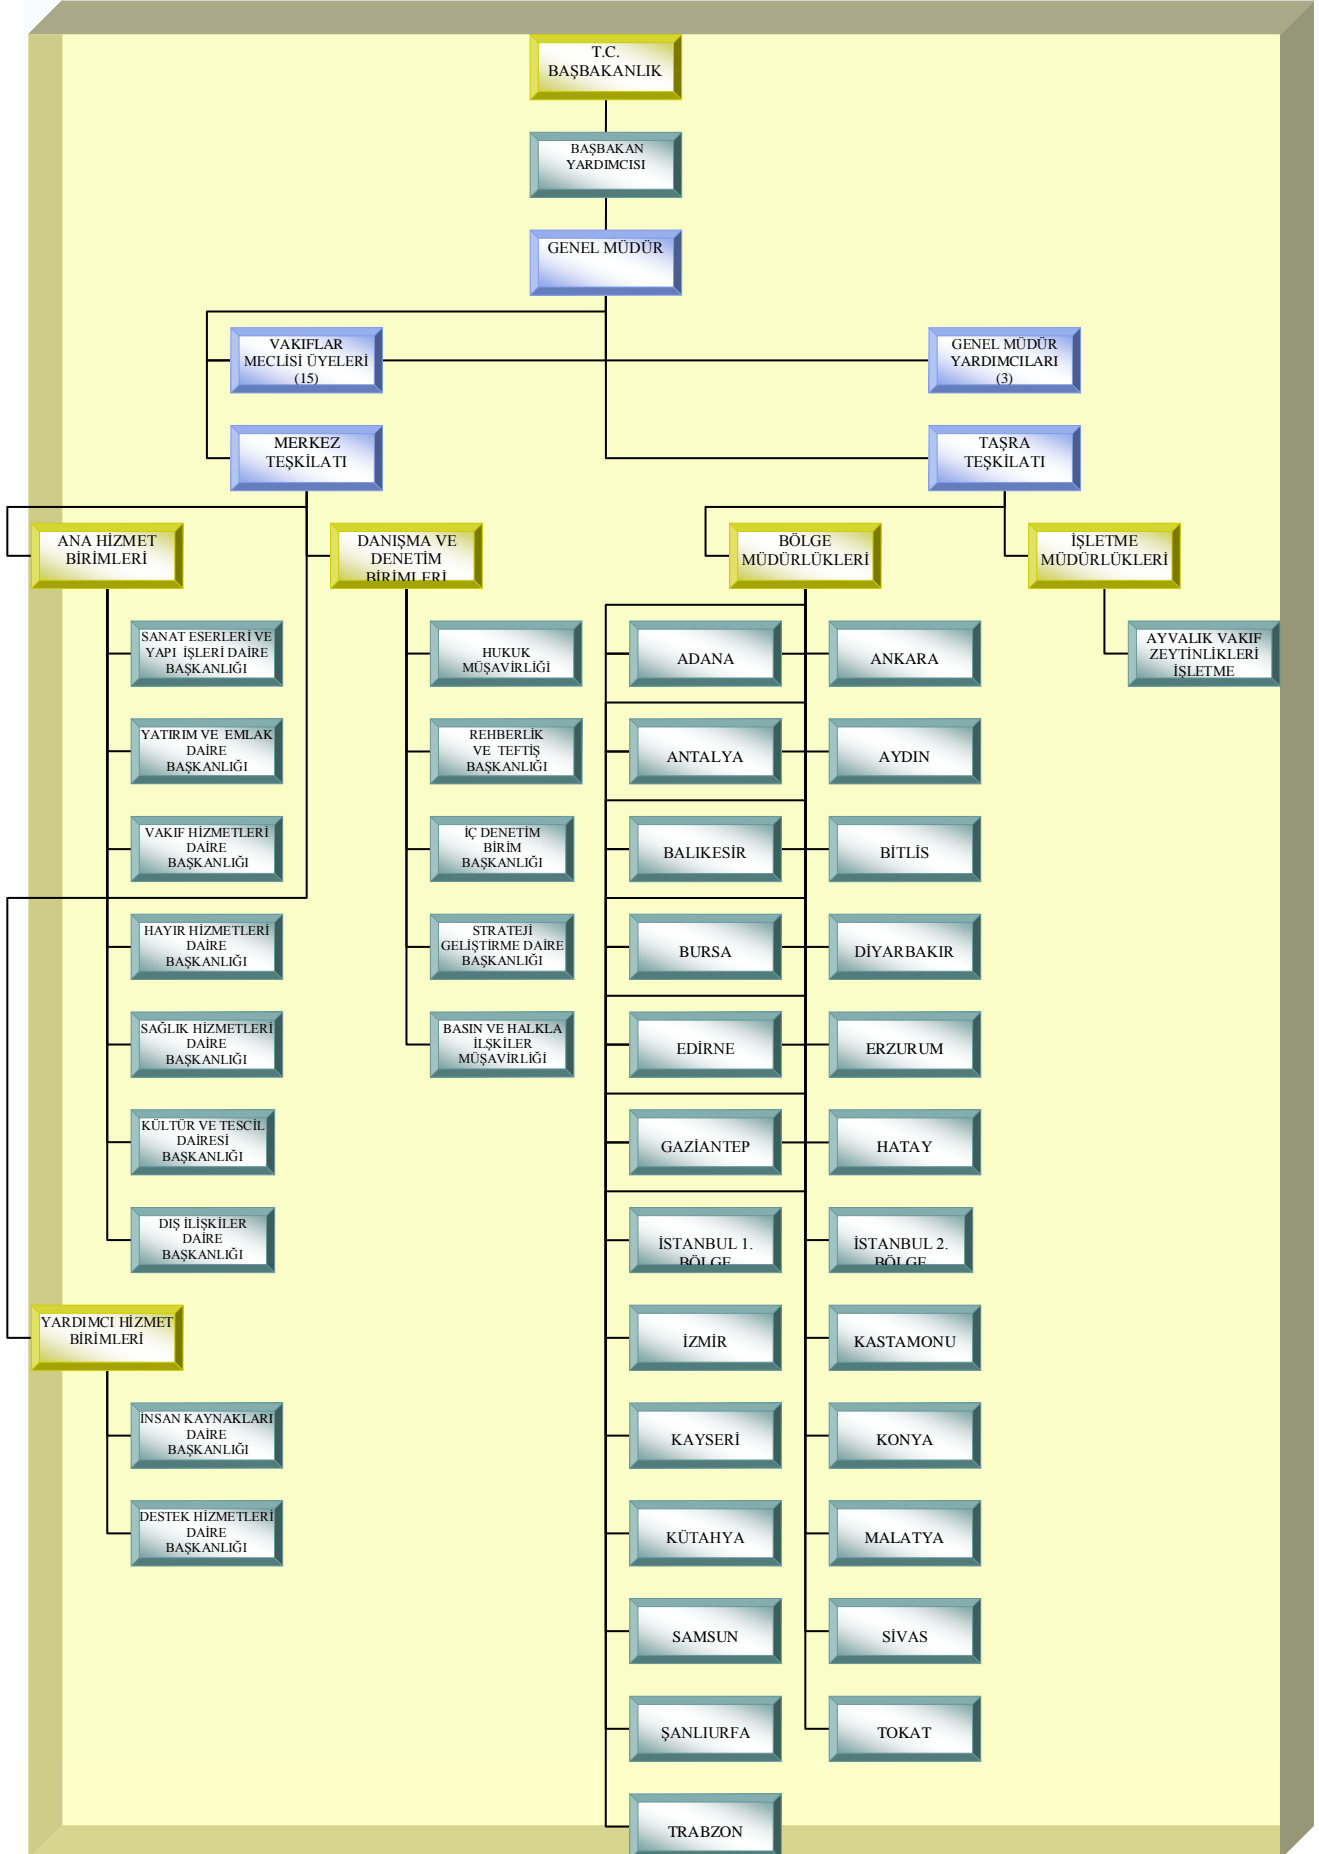 T.C.
BAŞBAKANLIK
BAŞBAKAN
YARDIMCISI
GENEL MÜDÜR
VAKIFLAR
MECLİSİ ÜYELERİ
(15)
GENEL MÜDÜR
YARDIMCILARI
(3)
MERKEZ
TEŞKİLATI
TAŞRA
TEŞKİLATI
ANA HİZMET
BİRİMLERİ
DANIŞMA VE
DENETİM
BİRİMLERİ
BÖLGE
MÜDÜRLÜKLERİ
İŞLETME
MÜDÜRLÜKLERİ
SANAT ESERLERİ VE
YAPI İŞLERİ DAİRE
BAŞKANLIĞI
HUKUK
MÜŞAVİRLİĞİ
ADANA
ANKARA
AYVALIK VAKIF
ZEYTİNLİKLERİ
İŞLETME
YATIRIM VE EMLAK
DAİRE
BAŞKANLIĞI
REHBERLİK
VE TEFTİŞ
BAŞKANLIĞI
ANTALYA
AYDIN
VAKIF HİZMETLERİ
DAİRE
BAŞKANLIĞI
İÇ DENETİM
BİRİM
BAŞKANLIĞI
BALIKESİR
BİTLİS
HAYIR HİZMETLERİ
DAİRE
BAŞKANLIĞI
STRATEJİ
GELİŞTİRME DAİRE
BAŞKANLIĞI
BURSA
DİYARBAKIR
SAĞLIK HİZMETLERİ
DAİRE
BAŞKANLIĞI
BASIN VE HALKLA
İLŞKİLER
MÜŞAVİRLİĞİ
EDİRNE
ERZURUM
KÜLTÜR VE TESCİL
DAİRESİ
BAŞKANLIĞI
GAZİANTEP
HATAY
DIŞ İLİŞKİLER
DAİRE
BAŞKANLIĞI
İSTANBUL 1.
BÖLGE
İSTANBUL 2.
BÖLGE
YARDIMCI HİZMET
BİRİMLERİ
İZMİR
KASTAMONU
İNSAN KAYNAKLARI
DAİRE
BAŞKANLIĞI
KAYSERİ
KONYA
DESTEK HİZMETLERİ
DAİRE
BAŞKANLIĞI
KÜTAHYA
MALATYA
SAMSUN
SİVAS
ŞANLIURFA
TOKAT
TRABZON